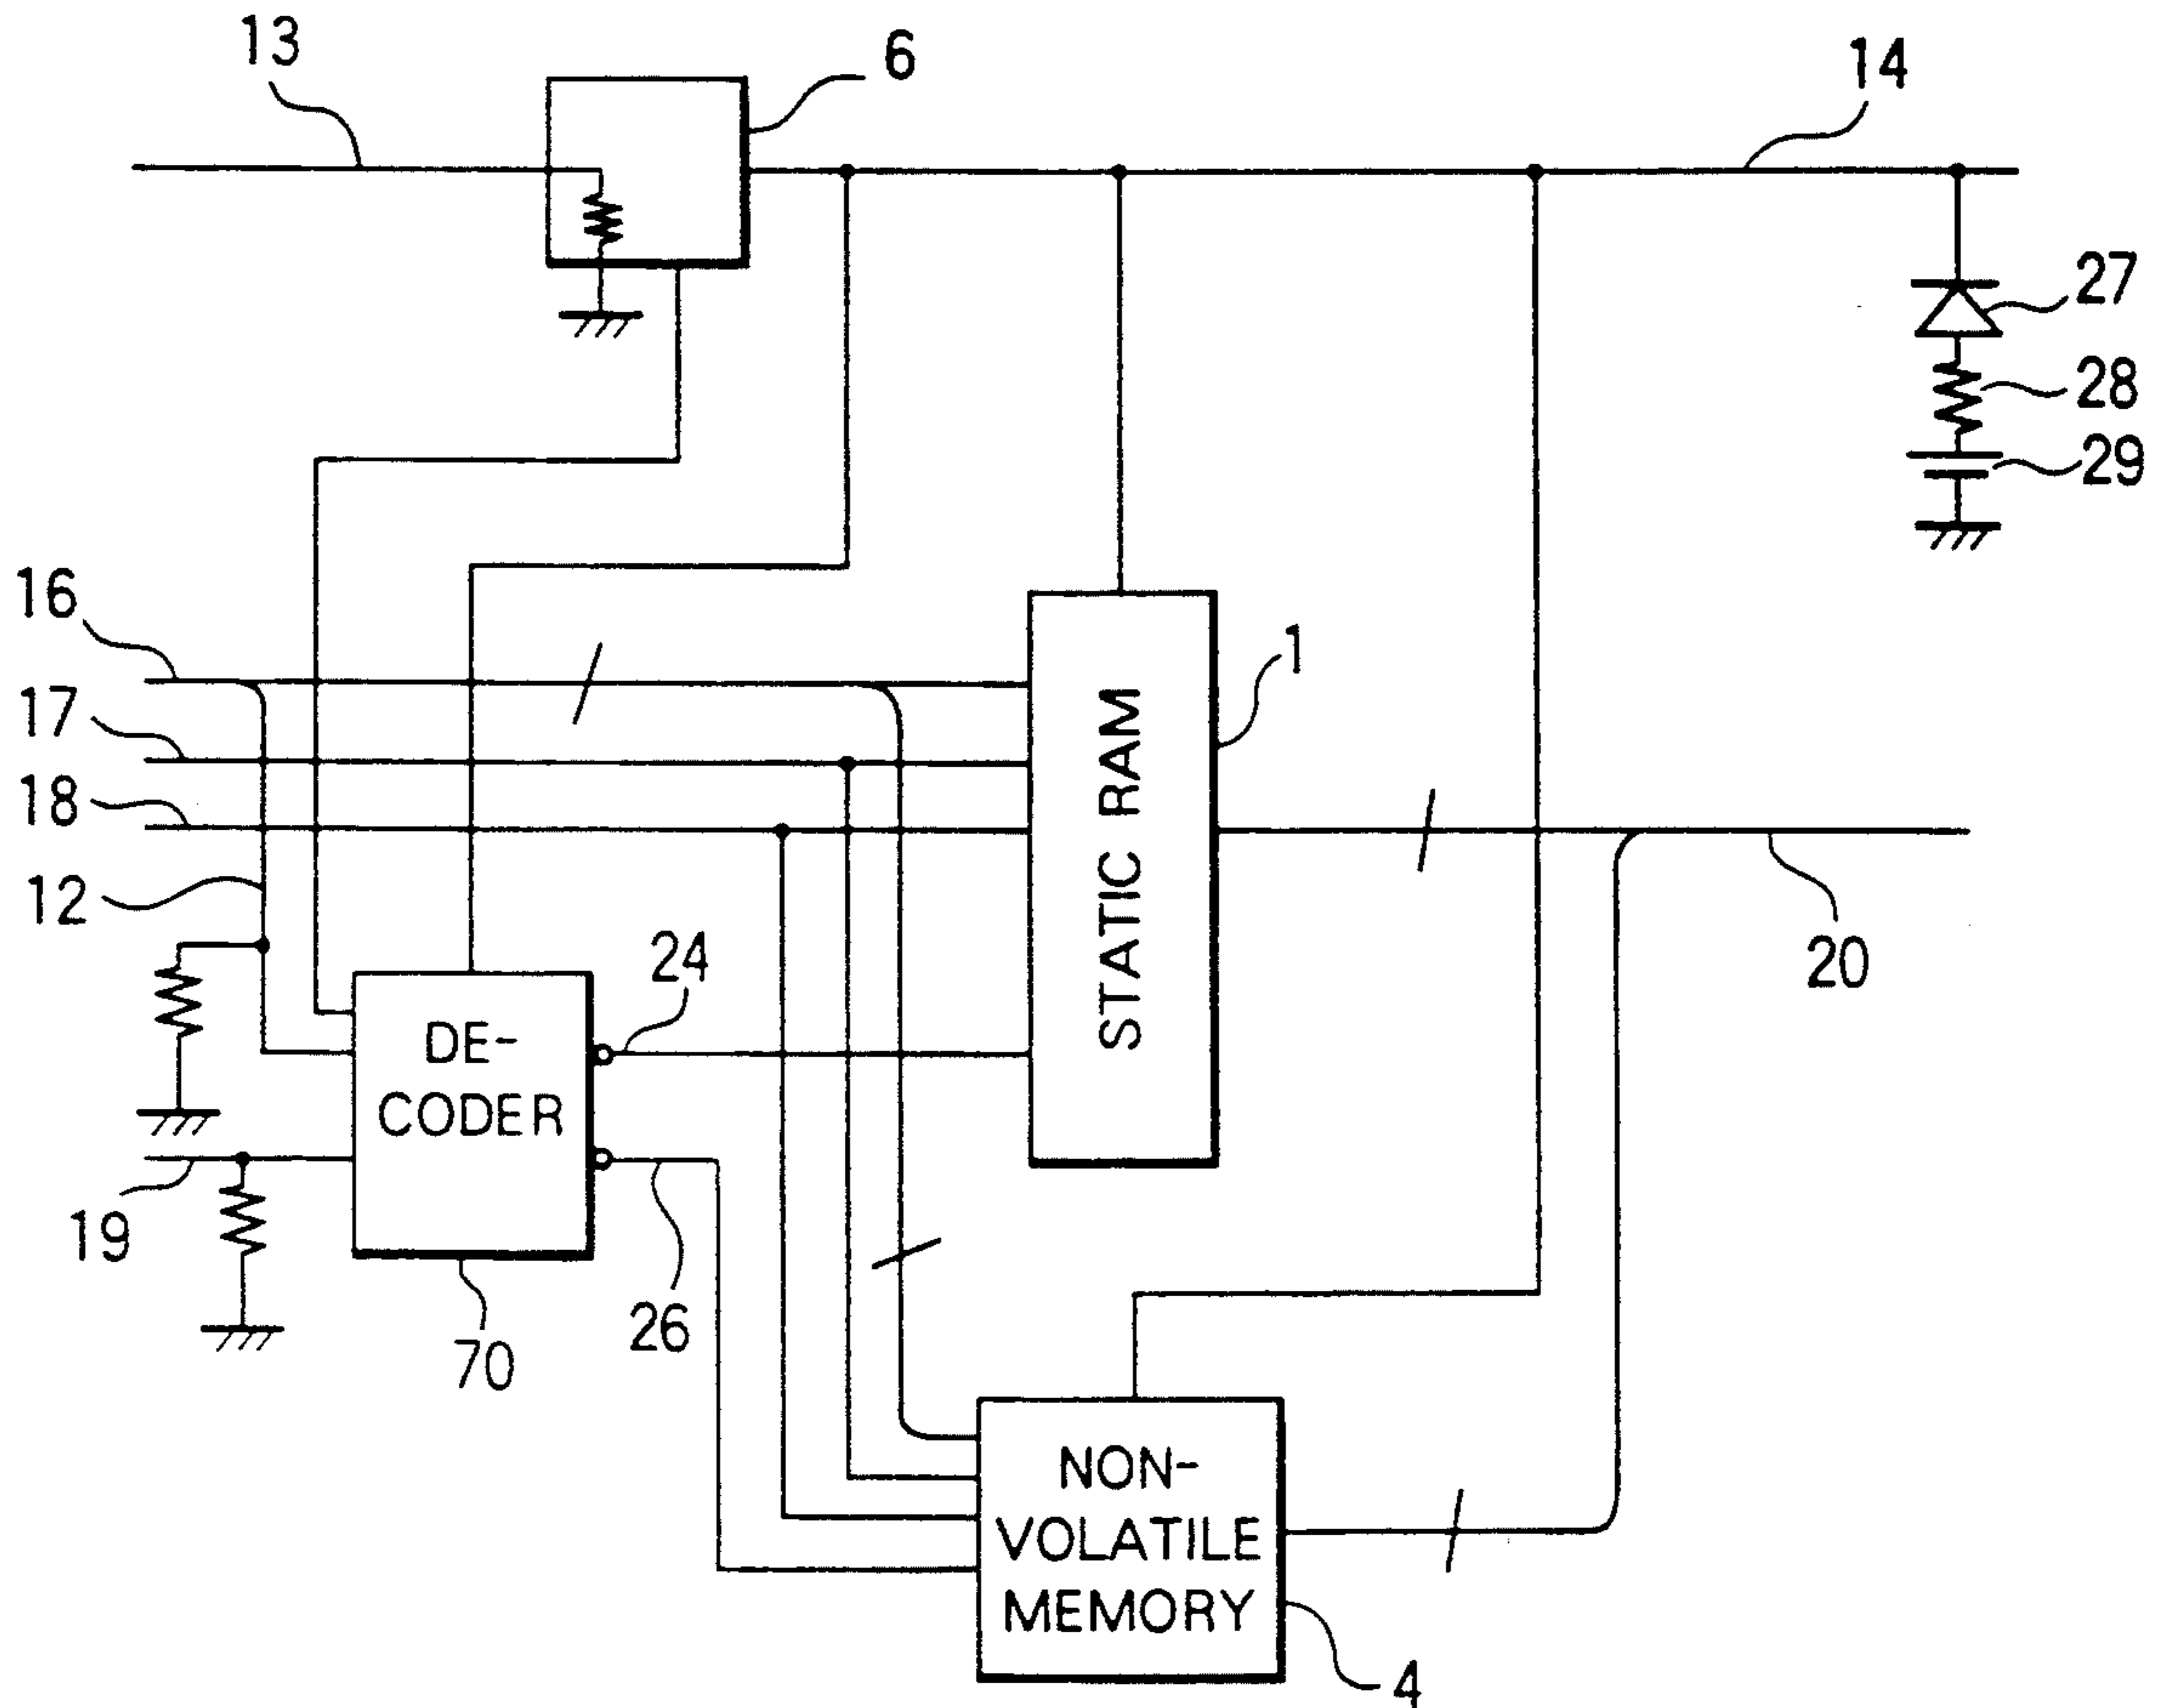 13
6
14
27
28
29
16
17
18
12
1
STATIC RAM
24
20
DE-
CODER
19
26
70
NON-
VOLATILE
MEMORY
4